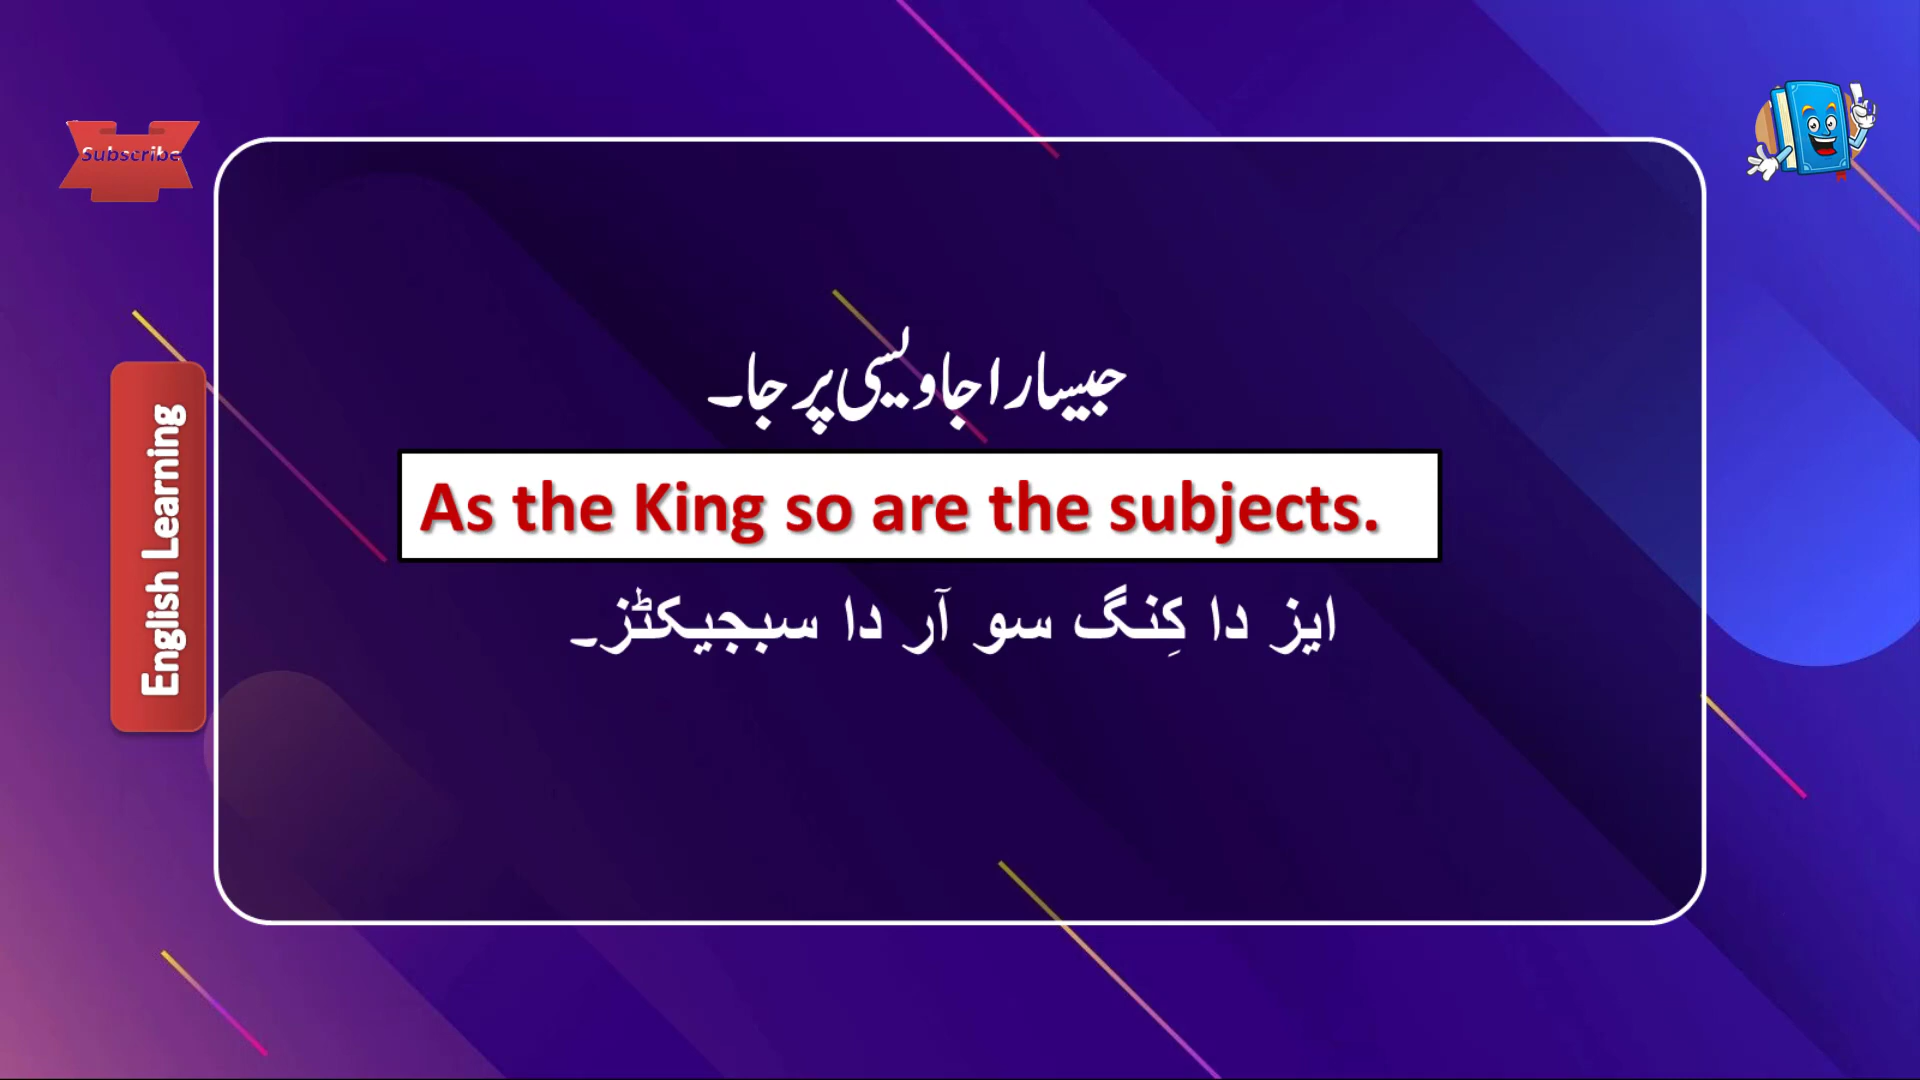 Subscribe
English Learning
جیسا راجا ویسی پرجا۔
As the King so are the subjects.
ایز دا کِنگ سو آر دا سبجیکٹز۔